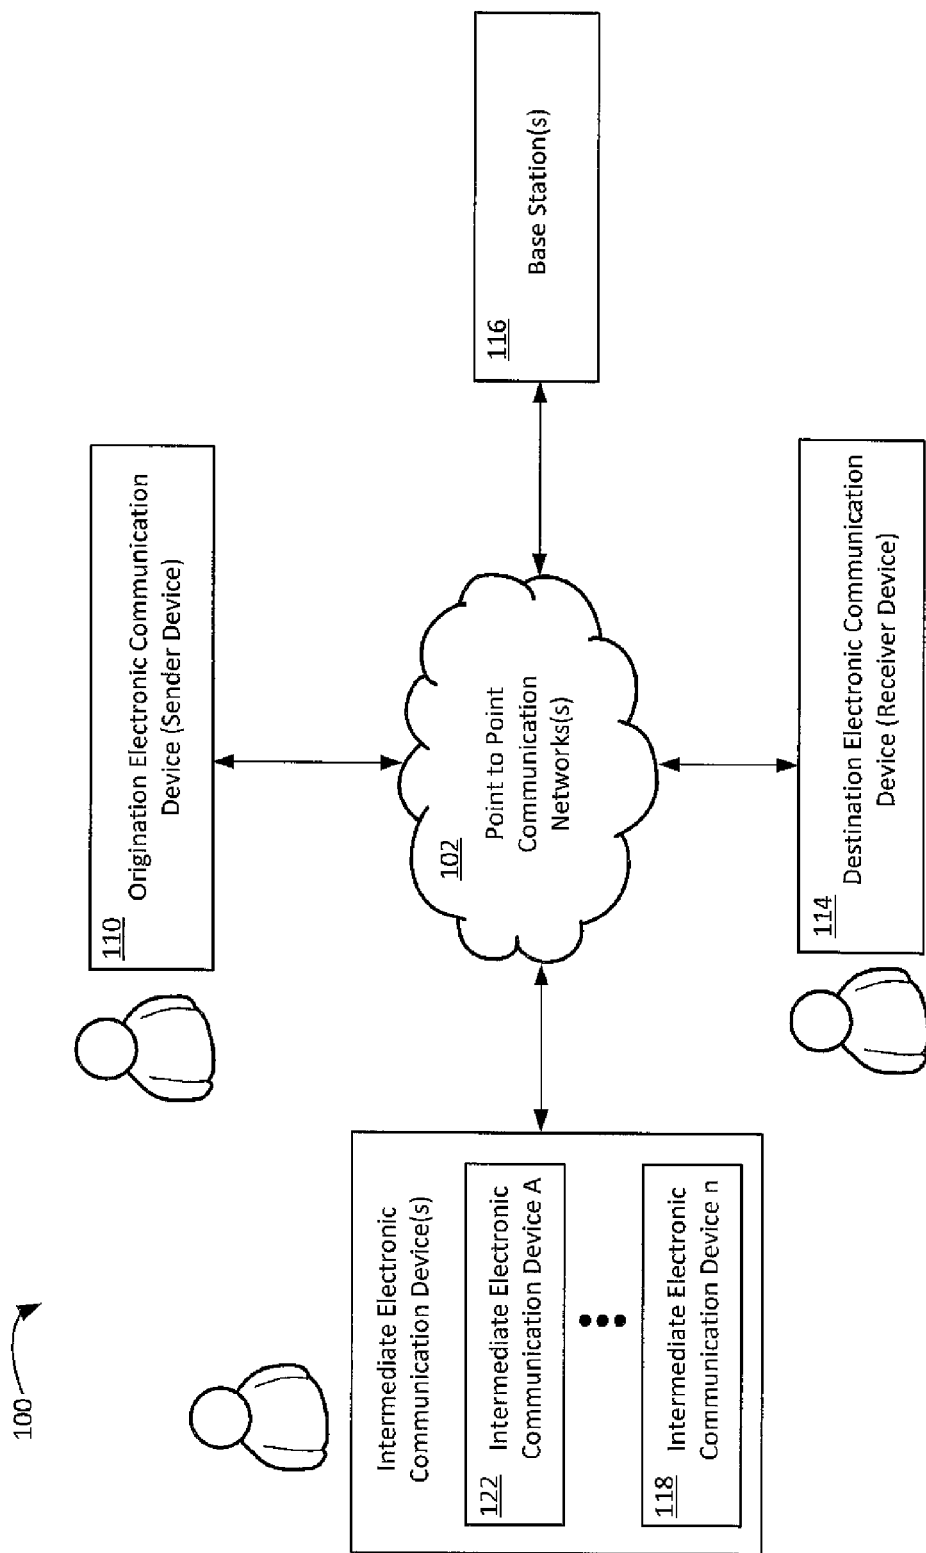 100
110
Origination Electronic Communication
Device (Sender Device)
Intermediate Electronic
Communication Device(s)
122
Intermediate Electronic
Communication Device A
118
Intermediate Electronic
Communication Device n
102
Point to Point
Communication
Networks(s)
116
Base Station(s)
114
Destination Electronic Communication
Device (Receiver Device)